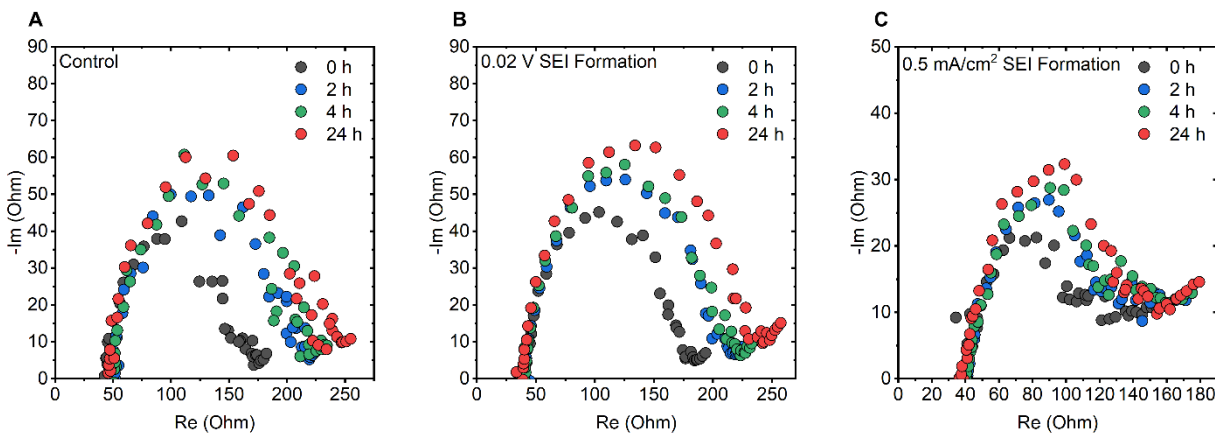 A
B
C
Control
0.02 V SEI Formation
0.5 mA/cm² SEI Formation
0 h
2 h
4 h
24 h
0 h
2 h
4 h
24 h
0 h
2 h
4 h
24 h
-Im (Ohm)
90
80
70
60
50
40
30
20
10
0
0
50
100
150
200
250
Re (Ohm)
-Im (Ohm)
90
80
70
60
50
40
30
20
10
0
0
50
100
150
200
250
Re (Ohm)
-Im (Ohm)
50
40
30
20
10
0
0
20
40
60
80
100
120
140
160
180
Re (Ohm)